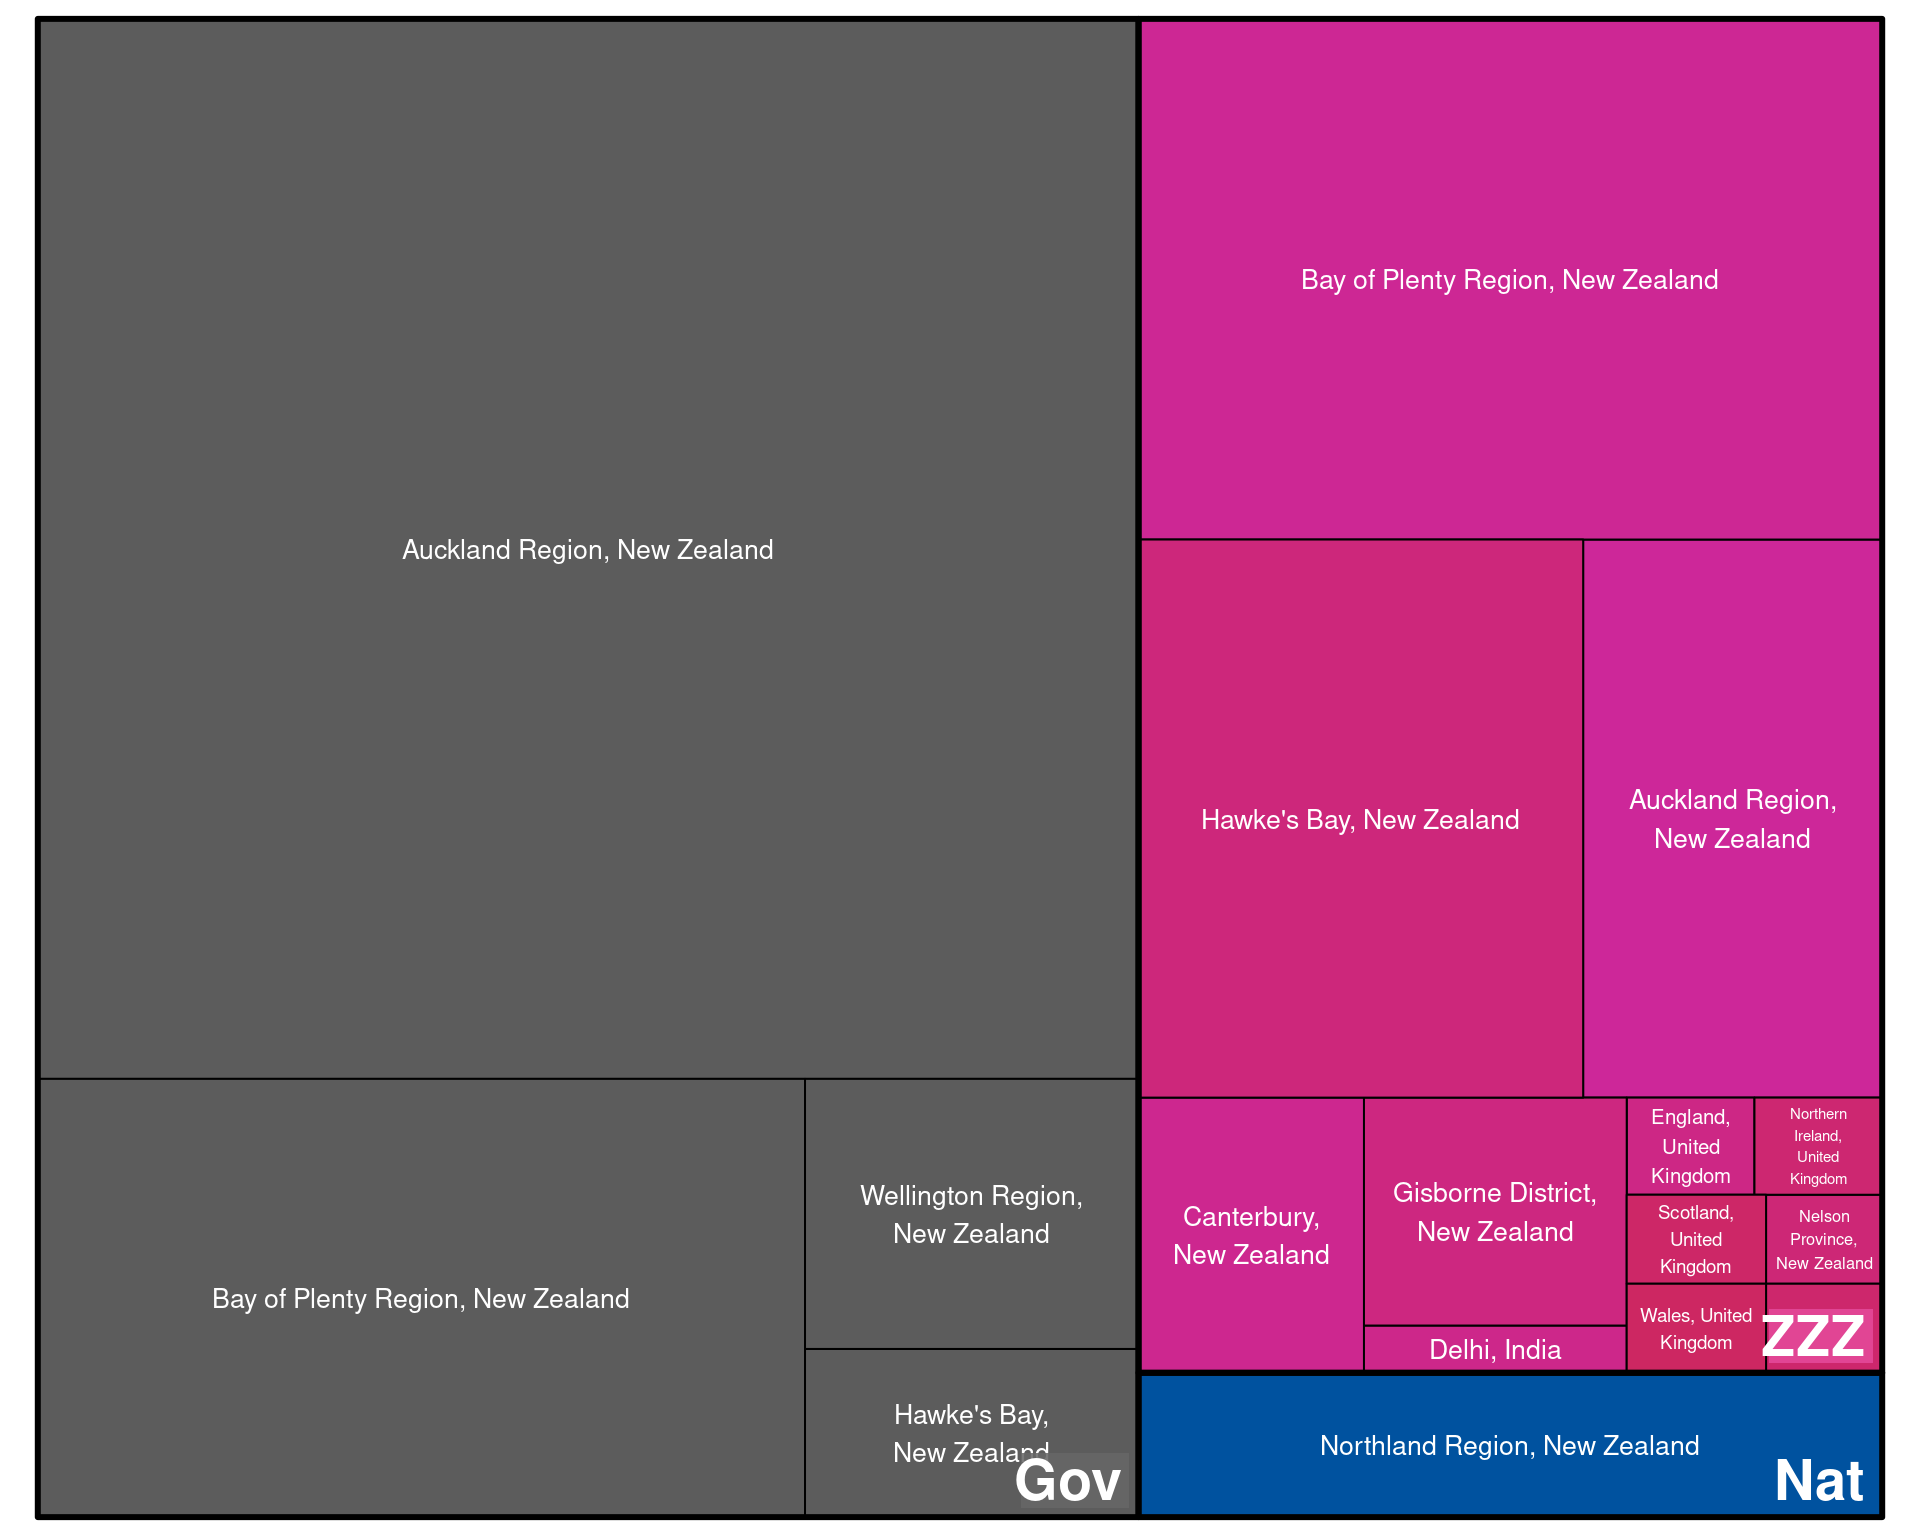 Auckland Region, New Zealand
Bay of Plenty Region, New Zealand
Wellington Region,
New Zealand
Hawke's Bay,
New Zealand
Gov
Bay of Plenty Region, New Zealand
Hawke's Bay, New Zealand
Auckland Region,
New Zealand
Canterbury,
New Zealand
Gisborne District,
New Zealand
Delhi, India
England,
United
Kingdom
Northern
Ireland,
United
Kingdom
Scotland,
United
Kingdom
Nelson
Province,
New Zealand
Wales, United
Kingdom
ZZZ
Northland Region, New Zealand
Nat